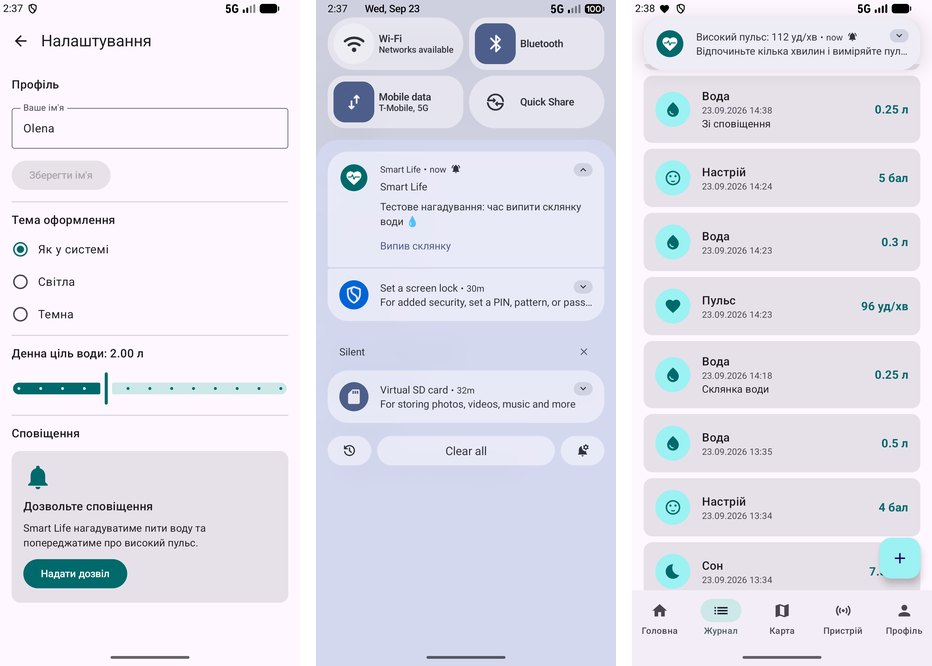 2:37
5G
Налаштування
Профіль
Ваше ім'я
Olena
Зберегти ім'я
Тема оформлення
Як у системі
Світла
Темна
Денна ціль води: 2.00 л
Сповіщення
Дозвольте сповіщення
Smart Life нагадуватиме пити воду та
попереджатиме про високий пульс.
Надати дозвіл
2:37 Wed, Sep 23
5G 100
Wi-Fi
Networks available
Bluetooth
Mobile data
T-Mobile, 5G
Quick Share
Smart Life • now
Smart Life
Тестове нагадування: час випити склянку
води 💧
Випив склянку
Set a screen lock • 30m
For added security, set a PIN, pattern, or pass...
Silent
Virtual SD card • 32m
For storing photos, videos, music and more
Clear all
2:38
5G
Високий пульс: 112 уд/хв • now
Відпочиньте кілька хвилин і виміряйте пул...
Вода
23.09.2026 14:38
Зі сповіщення
0.25 л
Настрій
23.09.2026 14:24
5 бал
Вода
23.09.2026 14:23
0.3 л
Пульс
23.09.2026 14:23
96 уд/хв
Вода
23.09.2026 14:18
Склянка води
0.25 л
Вода
23.09.2026 13:35
0.5 л
Настрій
23.09.2026 13:34
4 бал
Сон
23.09.2026 13:34
+
Головна
Журнал
Карта
Пристрій
Профіль